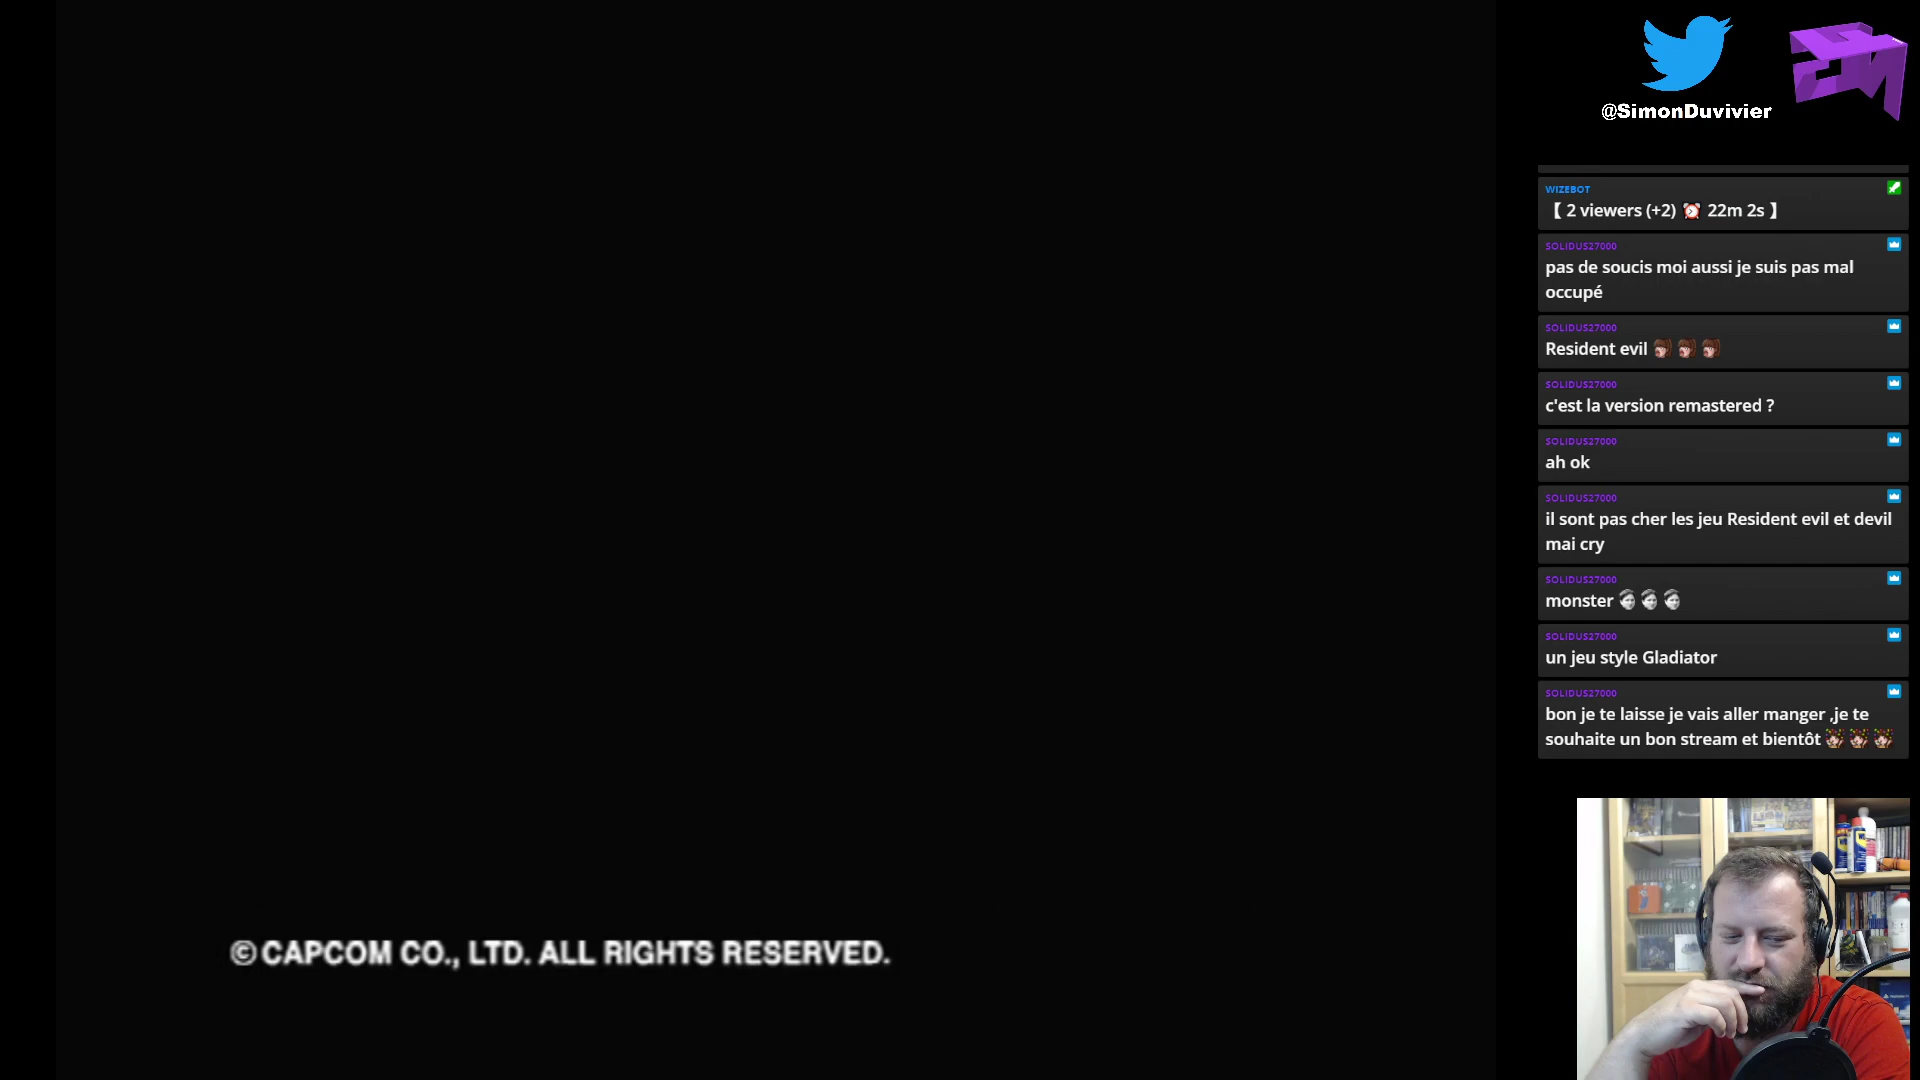 @SimonDuvivier
WIZEBOT
【 2 viewers (+2) ⏰ 22m 2s 】
SOLIDUS27000
pas de soucis moi aussi je suis pas mal
occupé
SOLIDUS27000
Resident evil
SOLIDUS27000
c'est la version remastered ?
SOLIDUS27000
ah ok
SOLIDUS27000
il sont pas cher les jeu Resident evil et devil
mai cry
SOLIDUS27000
monster
SOLIDUS27000
un jeu style Gladiator
SOLIDUS27000
bon je te laisse je vais aller manger ,je te
souhaite un bon stream et bientôt
© CAPCOM CO., LTD. ALL RIGHTS RESERVED.